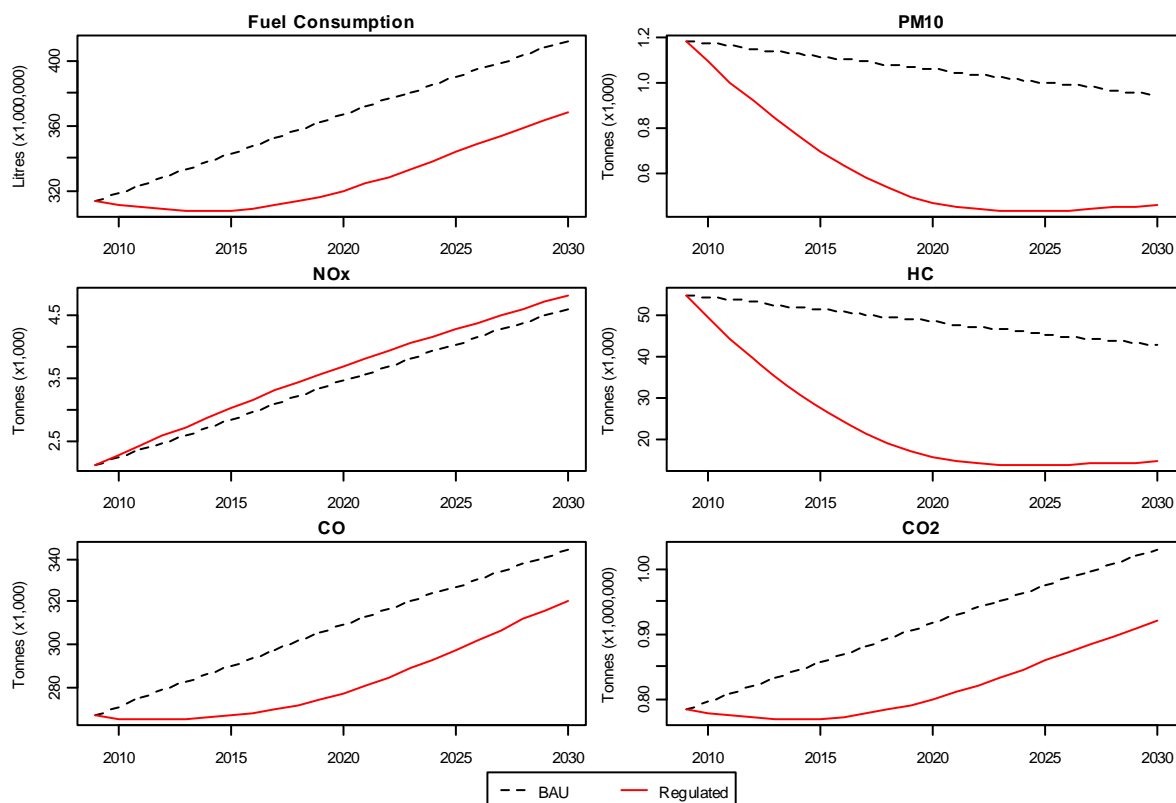 Fuel Consumption
Litres (x1,000,000)
400
360
320
2010 2015 2020 2025 2030
PM10
Tonnes (x1,000)
1.2
1.0
0.8
0.6
2010 2015 2020 2025 2030
NOx
Tonnes (x1,000)
4.5
3.5
2.5
2010 2015 2020 2025 2030
HC
Tonnes (x1,000)
50
40
30
20
2010 2015 2020 2025 2030
CO
Tonnes (x1,000)
340
320
300
280
2010 2015 2020 2025 2030
CO2
Tonnes (x1,000,000)
1.00
0.90
0.80
2010 2015 2020 2025 2030
BAU Regulated